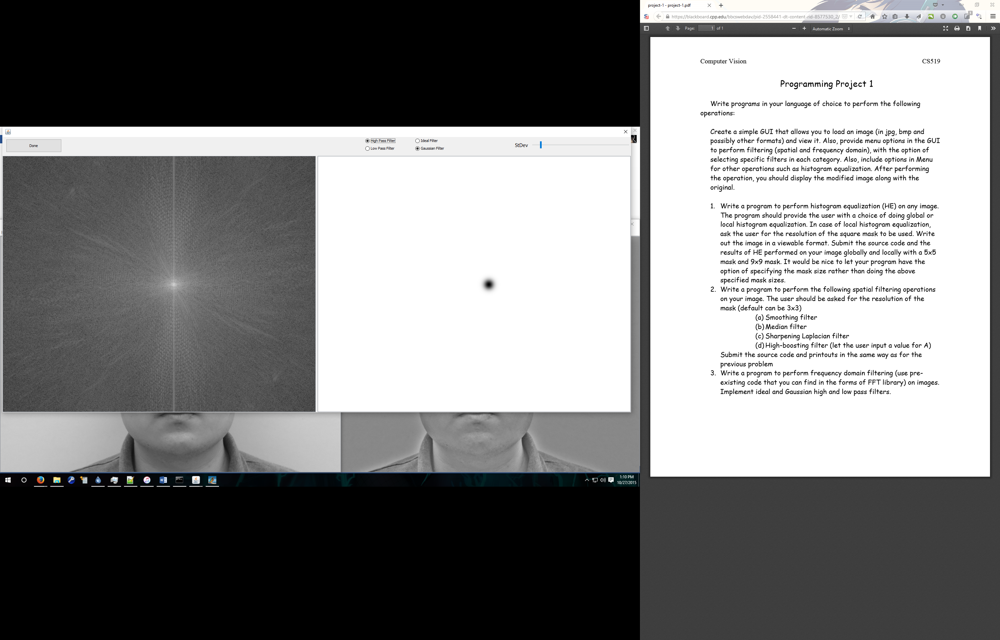 Done
High Pass Filter
Low Pass Filter
Ideal Filter
Gaussian Filter
StDev
1:10 PM
10/27/2015
project-1 - project-1.pdf
https://blackboard.cpp.edu/bbcswebdav/pid-2558441-dt-content-rid-8577530_2/
Page: 1 of 1
Automatic Zoom
Computer Vision CS519
Programming Project 1
Write programs in your language of choice to perform the following
operations:
Create a simple GUI that allows you to load an image (in jpg, bmp and
possibly other formats) and view it. Also, provide menu options in the GUI
to perform filtering (spatial and frequency domain), with the option of
selecting specific filters in each category. Also, include options in Menu
for other operations such as histogram equalization. After performing
the operation, you should display the modified image along with the
original.
1. Write a program to perform histogram equalization (HE) on any image.
The program should provide the user with a choice of doing global or
local histogram equalization. In case of local histogram equalization,
ask the user for the resolution of the square mask to be used. Write
out the image in a viewable format. Submit the source code and the
results of HE performed on your image globally and locally with a 5x5
mask and 9x9 mask. It would be nice to let your program have the
option of specifying the mask size rather than doing the above
specified mask sizes.
2. Write a program to perform the following spatial filtering operations
on your image. The user should be asked for the resolution of the
mask (default can be 3x3)
(a) Smoothing filter
(b) Median filter
(c) Sharpening Laplacian filter
(d) High-boosting filter (let the user input a value for A)
Submit the source code and printouts in the same way as for the
previous problem
3. Write a program to perform frequency domain filtering (use pre-
existing code that you can find in the forms of FFT library) on images.
Implement ideal and Gaussian high and low pass filters.